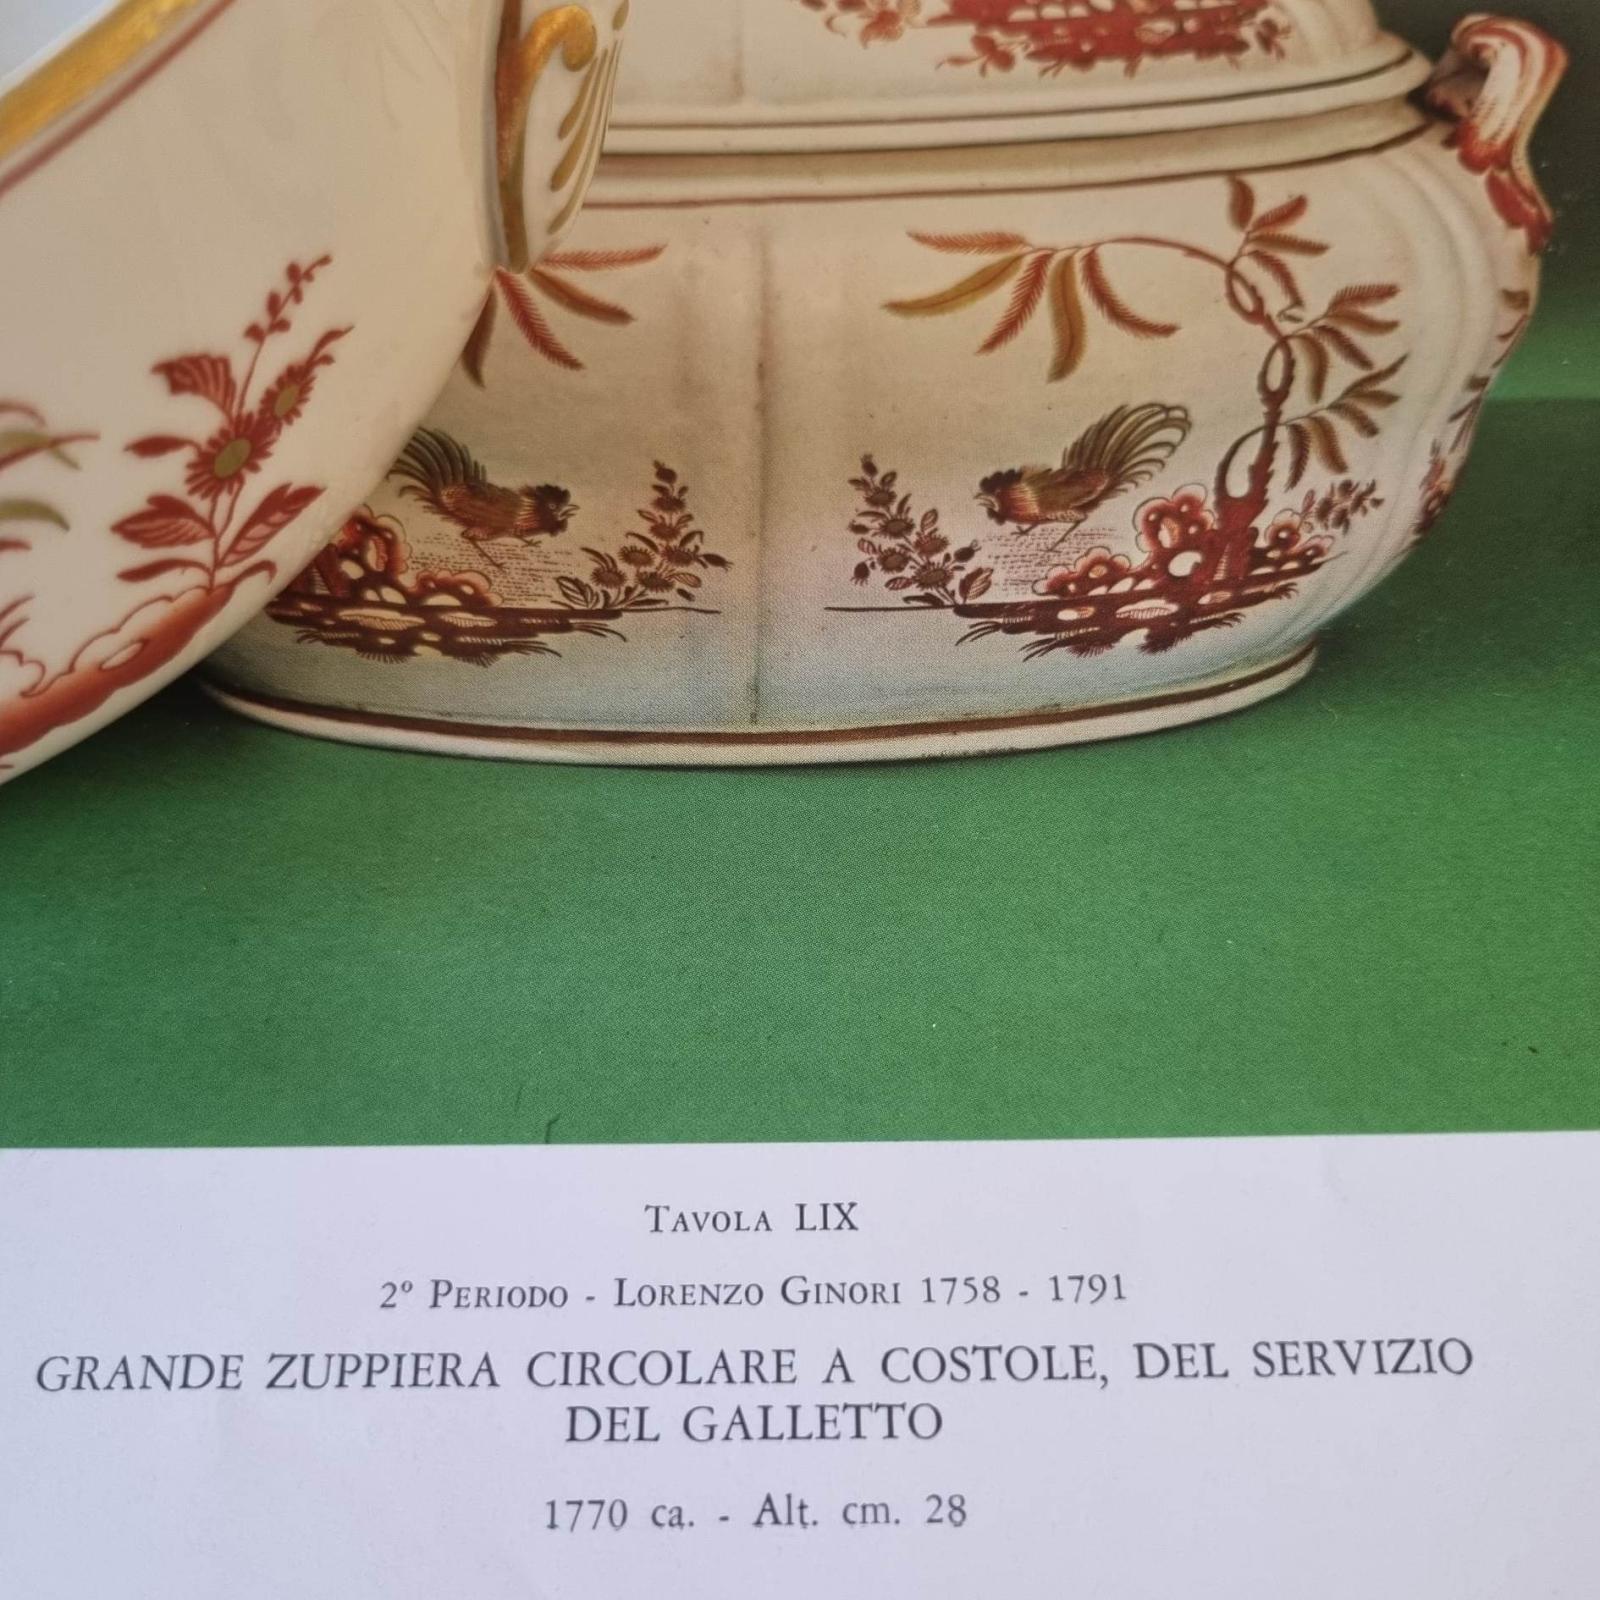 TAVOLA LIX
2º PERIODO - LORENZO GINORI 1758 - 1791
GRANDE ZUPPIERA CIRCOLARE A COSTOLE, DEL SERVIZIO
DEL GALLETTO
1770 ca. - Alt. cm. 28